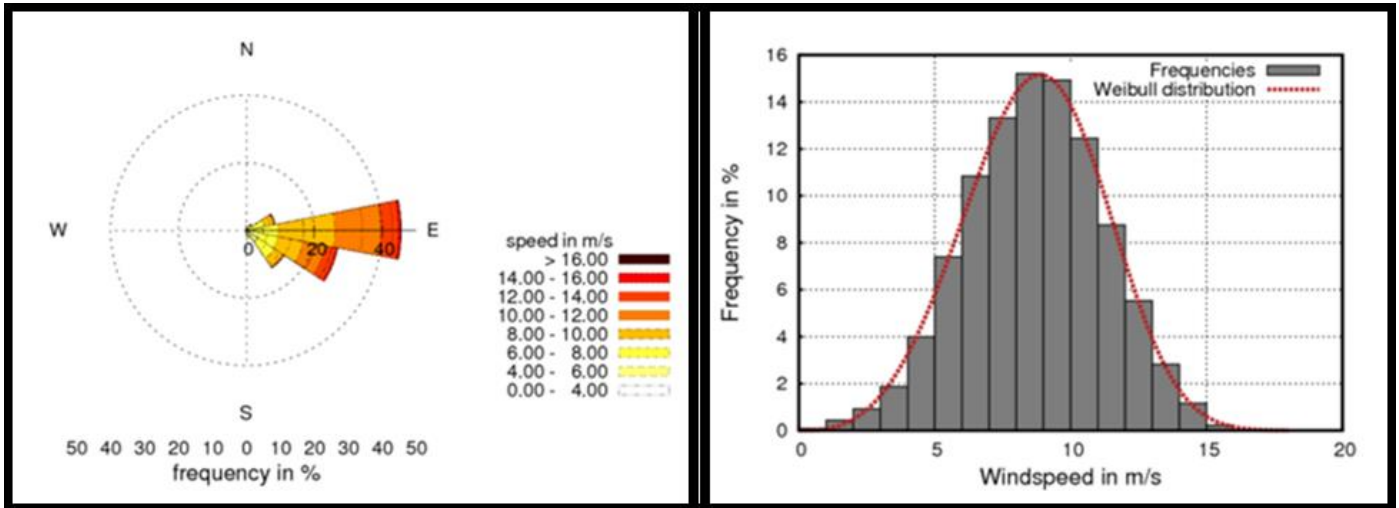 N
W
E
S
0 20 40
speed in m/s
> 16.00
14.00 - 16.00
12.00 - 14.00
10.00 - 12.00
8.00 - 10.00
6.00 - 8.00
4.00 - 6.00
0.00 - 4.00
50 40 30 20 10 0 10 20 30 40 50
frequency in %
Frequencies
Weibull distribution
16
14
12
10
8
6
4
2
0
Frequency in %
0 5 10 15 20
Windspeed in m/s